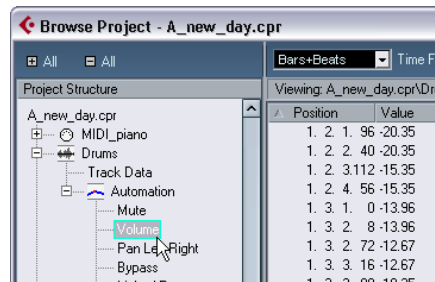 Browse Project - A_new_day.cpr
All All Bars+Beats Time F
Project Structure
Viewing: A_new_day.cpr\Dr
Position Value
A_new_day.cpr
MIDI_piano
Drums
Track Data
Automation
Mute
Volume
Pan Left-Right
Bypass
1. 2. 1. 96 -20.35
1. 2. 2. 40 -20.35
1. 2. 3.112 -15.35
1. 2. 4. 56 -15.35
1. 3. 1. 0 -13.96
1. 3. 2. 8 -13.96
1. 3. 2. 72 -12.67
1. 3. 3. 16 -12.67